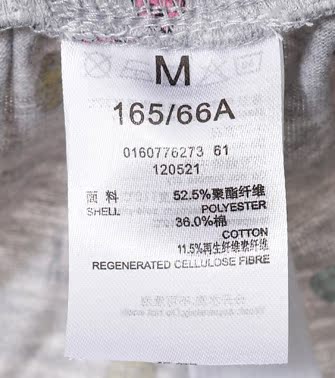 M
165/66A
0160776273 61
120521
面 料 52.5%聚酯纤维
SHELL POLYESTER
36.0%棉
COTTON
11.5%再生纤维素纤维
REGENERATED CELLULOSE FIBRE